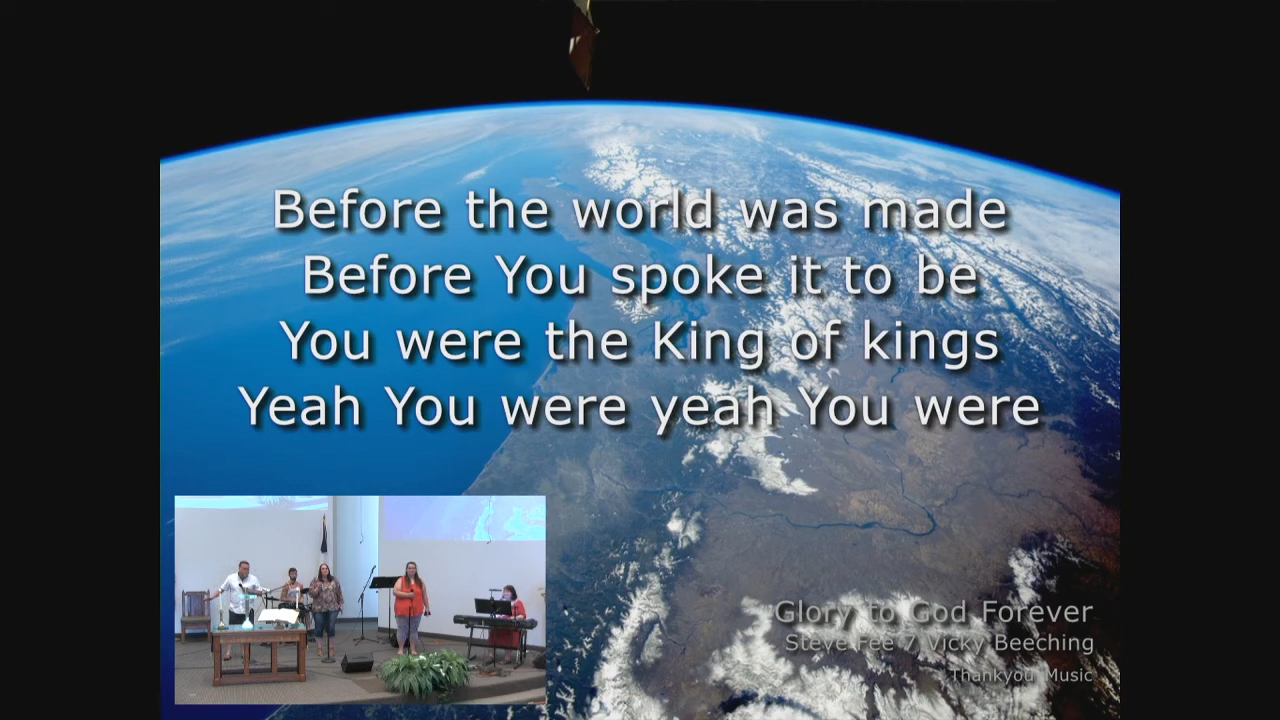 Before the world was made
Before You spoke it to be
You were the King of kings
Yeah You were yeah You were
Glory to God Forever
Steve Fee 7 Vicky Beeching
Thankyou Music